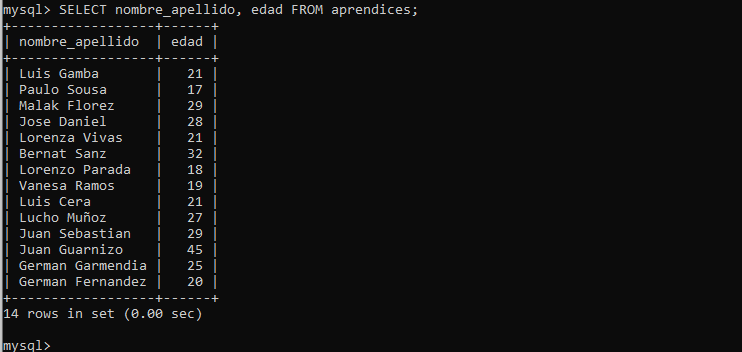 mysql> SELECT nombre_apellido, edad FROM aprendices;
+------------------+------+
| nombre_apellido  | edad |
+------------------+------+
| Luis Gamba       |   21 |
| Paulo Sousa      |   17 |
| Malak Florez     |   29 |
| Jose Daniel      |   28 |
| Lorenza Vivas    |   21 |
| Bernat Sanz      |   32 |
| Lorenzo Parada   |   18 |
| Vanesa Ramos     |   19 |
| Luis Cera        |   21 |
| Lucho Muñoz      |   27 |
| Juan Sebastian   |   29 |
| Juan Guarnizo    |   45 |
| German Garmendia |   25 |
| German Fernandez |   20 |
+------------------+------+
14 rows in set (0.00 sec)
mysql>